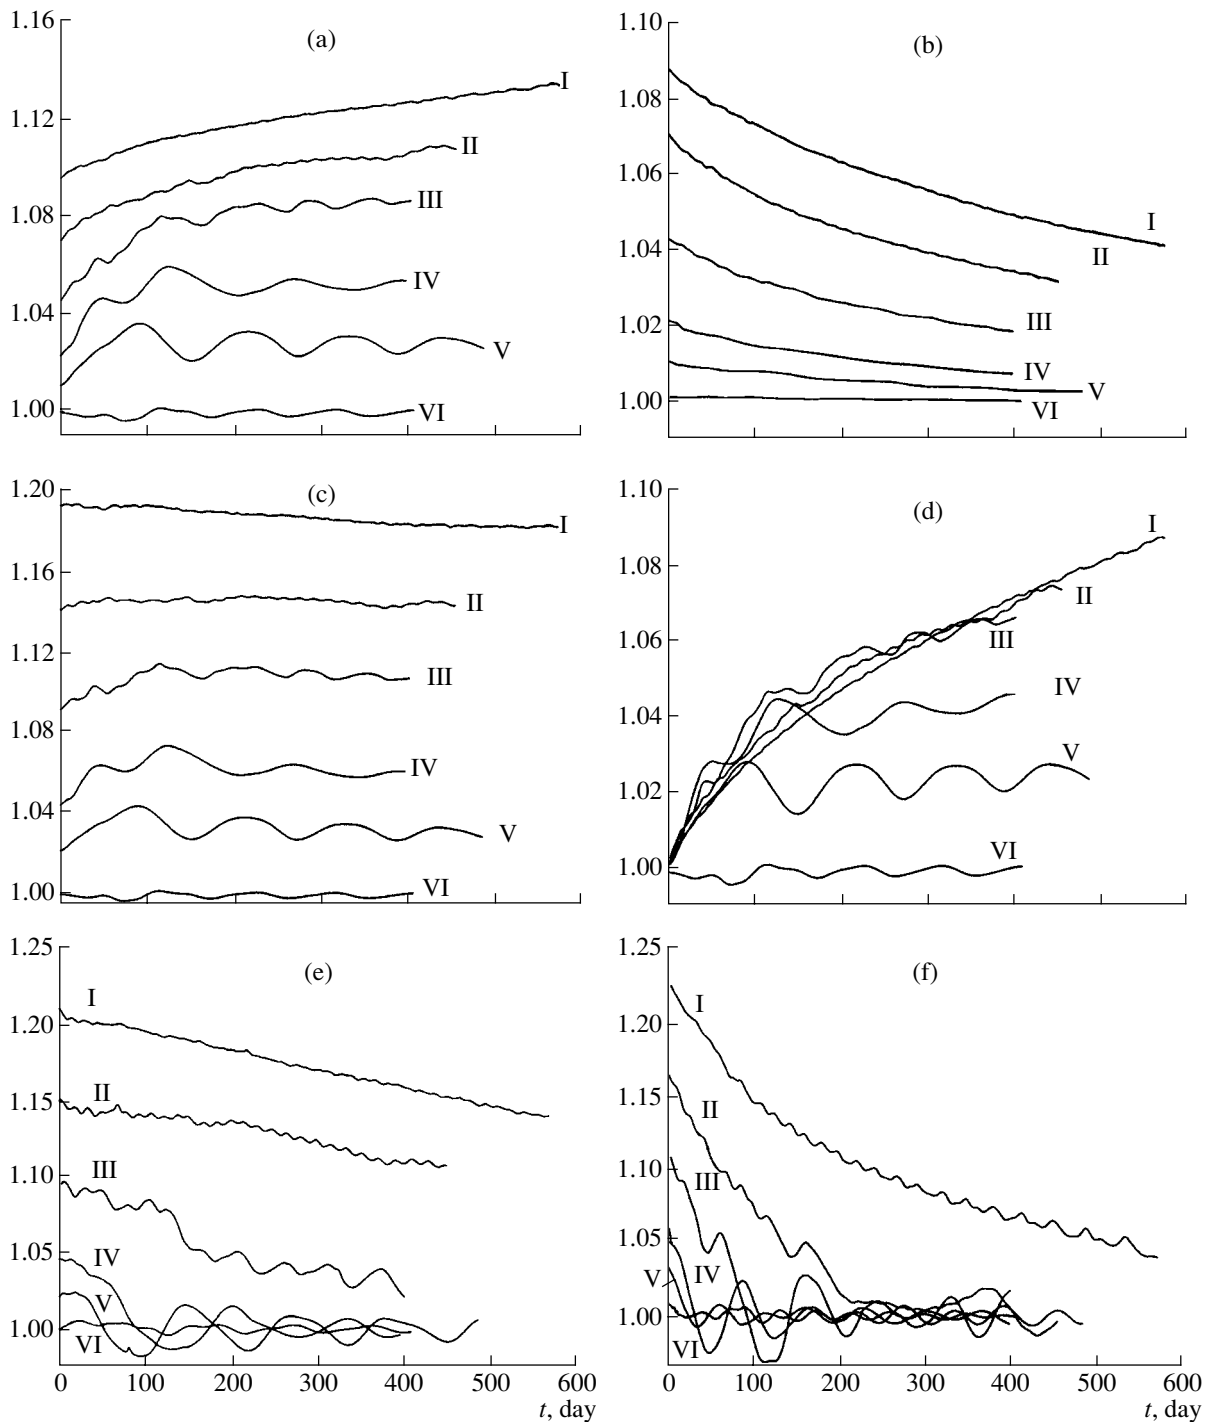 (a)
1.16
1.12
1.08
1.04
1.00
I
II
III
IV
V
VI
(b)
1.10
1.08
1.06
1.04
1.02
1.00
I
II
III
IV
V
VI
(c)
1.20
1.16
1.12
1.08
1.04
1.00
I
II
III
IV
V
VI
(d)
1.10
1.08
1.06
1.04
1.02
1.00
I
II
III
IV
V
VI
(e)
1.25
1.20
1.15
1.10
1.05
1.00
I
II
III
IV
V
VI
0 100 200 300 400 500 600
t, day
(f)
1.25
1.20
1.15
1.10
1.05
1.00
I
II
III
IV
V
VI
0 100 200 300 400 500 600
t, day